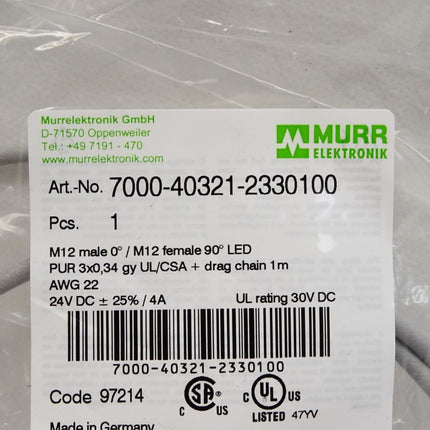 Murrelektronik GmbH
D-71570 Oppenweiler
Tel.: +49 7191 - 470
www.murrelektronik.com
MURR
ELEKTRONIK
Art.-No. 7000-40321-2330100
Pcs. 1
M12 male 0° / M12 female 90° LED
PUR 3x0,34 gy UL/CSA + drag chain 1m
AWG 22
24V DC ± 25% / 4A UL rating 30V DC
7000-40321-2330100
Code 97214
C SA US
C UL US
LISTED 47YV
Made in Germany